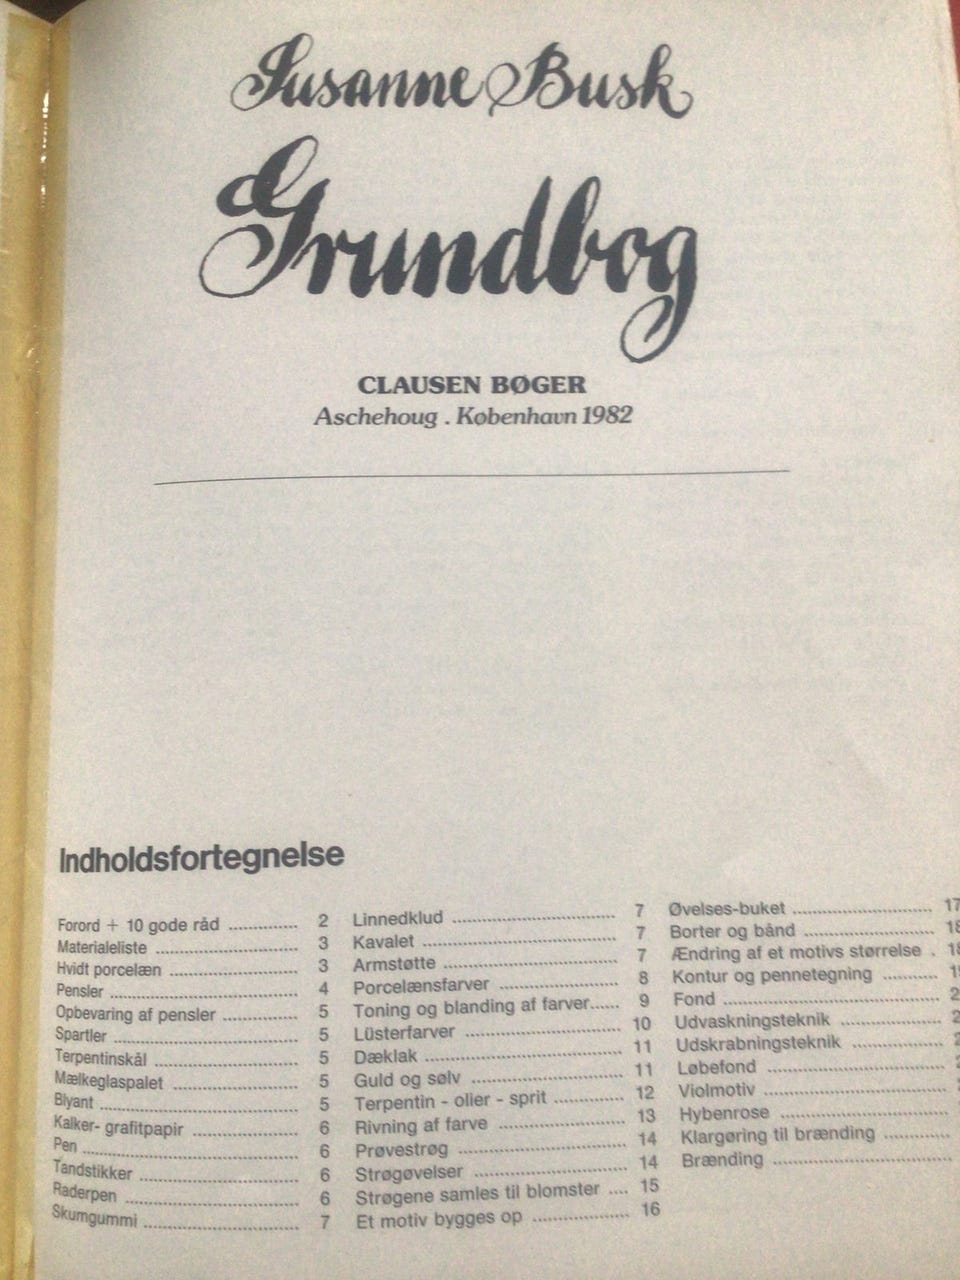 Susanne Busk
Grundbog
CLAUSEN BØGER
Aschehoug . København 1982
Indholdsfortegnelse
Forord + 10 gode råd ............ 2
Materialeliste ............ 3
Hvidt porcelæn ............ 3
Pensler ............ 4
Opbevaring af pensler ............ 5
Spartler ............ 5
Terpentinskål ............ 5
Mælkeglaspalet ............ 5
Blyant ............ 5
Kalker- grafitpapir ............ 6
Pen ............ 6
Tandstikker ............ 6
Raderpen ............ 6
Skumgummi ............ 7
Linnedklud ............ 7
Kavalet ............ 7
Armstøtte ............ 7
Porcelænsfarver ............ 8
Toning og blanding af farver...... 9
Lüsterfarver ............ 10
Dæklak ............ 11
Guld og sølv ............ 11
Terpentin - olier - sprit ............ 12
Rivning af farve ............ 13
Prøvestrøg ............ 14
Strøgøvelser ............ 14
Strøgene samles til blomster .... 15
Et motiv bygges op ............ 16
Øvelses-buket ............ 17
Borter og bånd ............ 18
Ændring af et motivs størrelse . 18
Kontur og pennetegning ............
Fond ............
Udvaskningsteknik ............
Udskrabningsteknik ............
Løbefond ............
Violmotiv ............
Hybenrose ............
Klargøring til brænding ............
Brænding ............